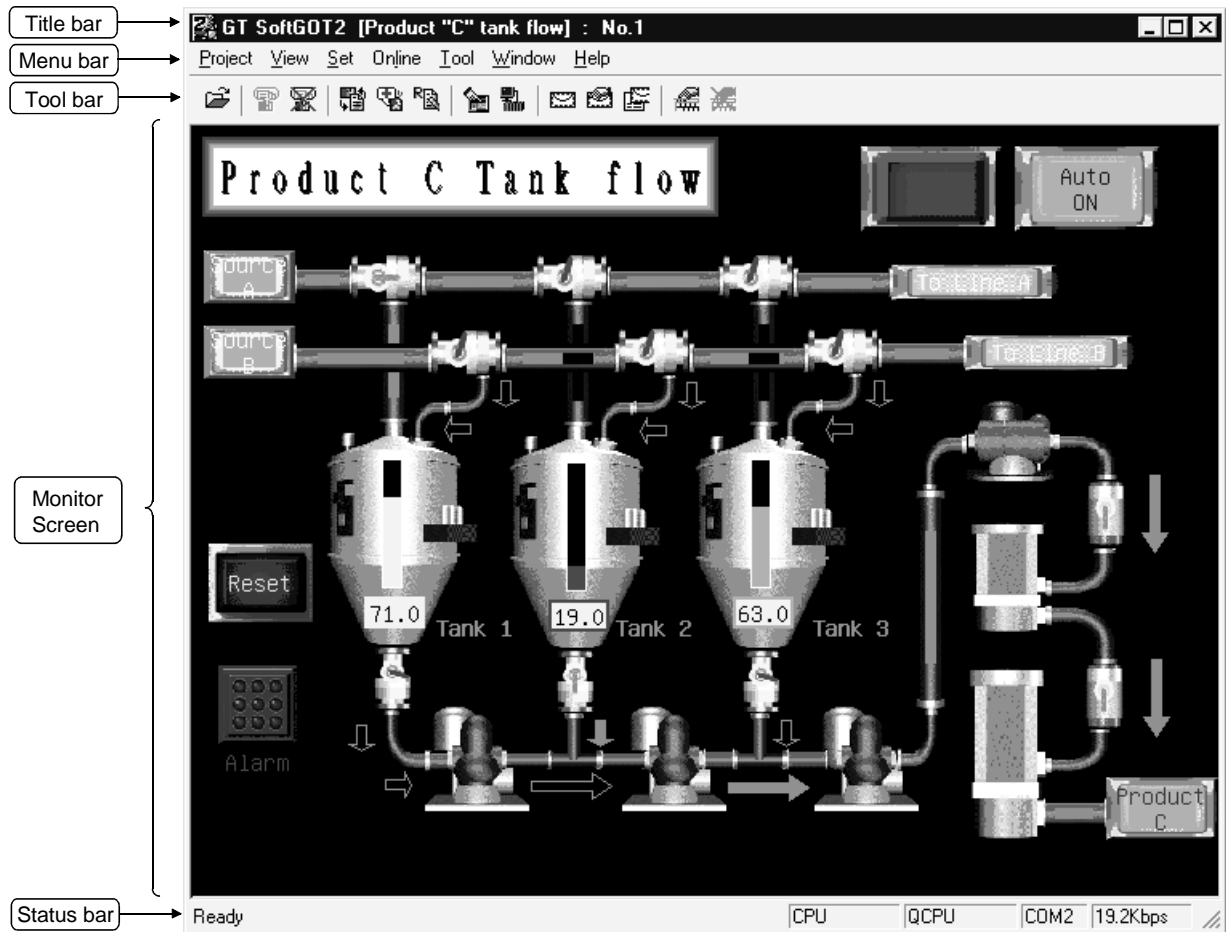 Title bar
GT SoftGOT2 [Product "C" tank flow] : No.1
Menu bar
Project View Set Online Tool Window Help
Tool bar
Product C Tank flow
Auto
ON
Source
A
To Line A
Source
B
To Line B
Monitor
Screen
Reset
71.0
Tank 1
19.0
Tank 2
63.0
Tank 3
Alarm
Product
C
Status bar
Ready
CPU
QCPU
COM2
19.2Kbps